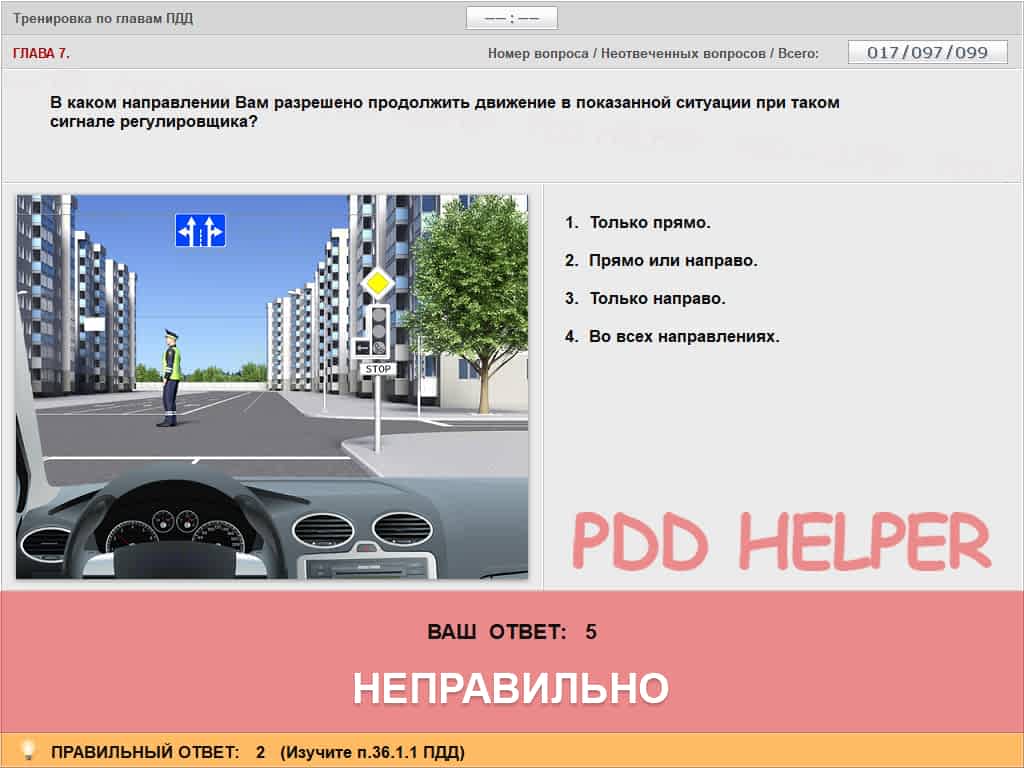 Тренировка по главам ПДД
—— : ——
ГЛАВА 7.
Номер вопроса / Неотвеченных вопросов / Всего:
017/097/099
В каком направлении Вам разрешено продолжить движение в показанной ситуации при таком
сигнале регулировщика?
1. Только прямо.
2. Прямо или направо.
3. Только направо.
4. Во всех направлениях.
STOP
PDD HELPER
ВАШ ОТВЕТ: 5
НЕПРАВИЛЬНО
ПРАВИЛЬНЫЙ ОТВЕТ: 2 (Изучите п.36.1.1 ПДД)